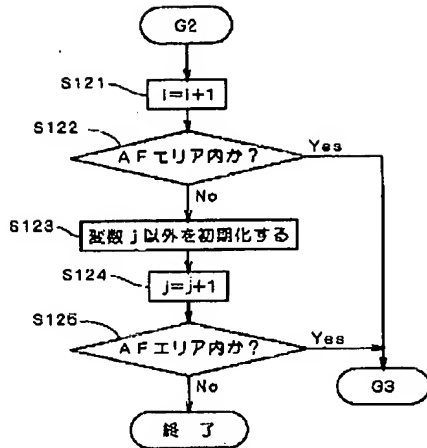 G2
S121
i=i+1
S122
AFエリア内か?
Yes
No
S123
変数j以外を初期化する
S124
j=j+1
S125
AFエリア内か?
Yes
No
G3
終了